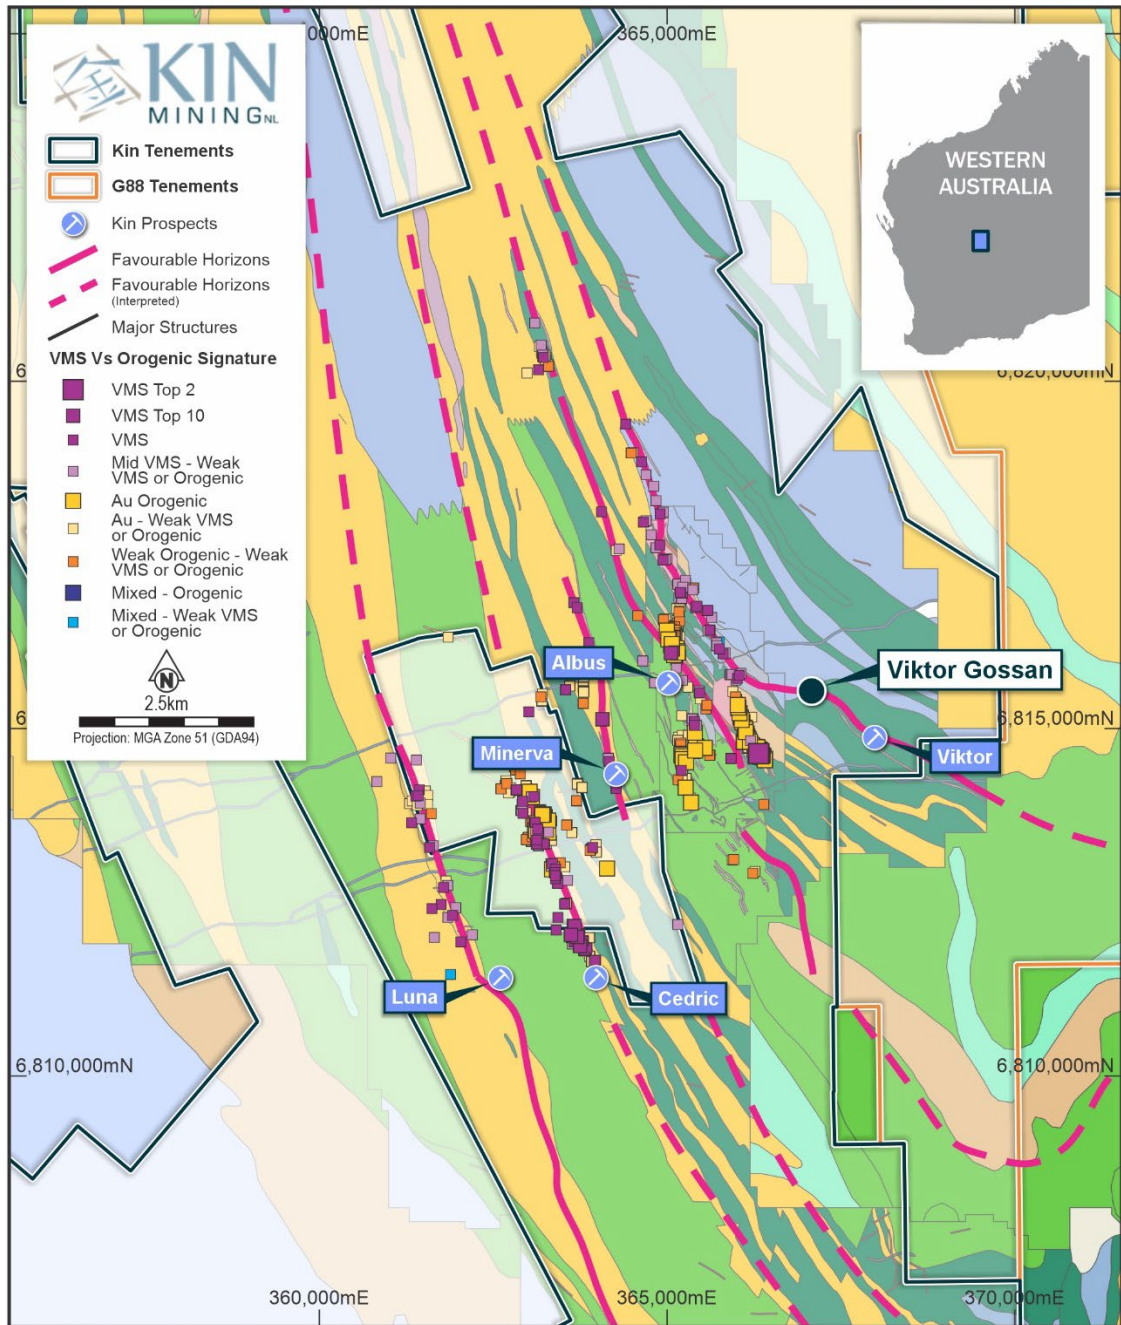 000mE
365,000mE
KIN
MINING NL
Kin Tenements
G88 Tenements
Kin Prospects
Favourable Horizons
Favourable Horizons
(Interpreted)
Major Structures
VMS Vs Orogenic Signature
VMS Top 2
VMS Top 10
VMS
Mid VMS - Weak
VMS or Orogenic
Au Orogenic
Au - Weak VMS
or Orogenic
Weak Orogenic - Weak
VMS or Orogenic
Mixed - Orogenic
Mixed - Weak VMS
or Orogenic
N
2.5km
Projection: MGA Zone 51 (GDA94)
WESTERN
AUSTRALIA
6,820,000mN
Albus
Viktor Gossan
6,815,000mN
Minerva
Viktor
Luna
Cedric
6,810,000mN
6,810,000mN
360,000mE
365,000mE
370,000mE